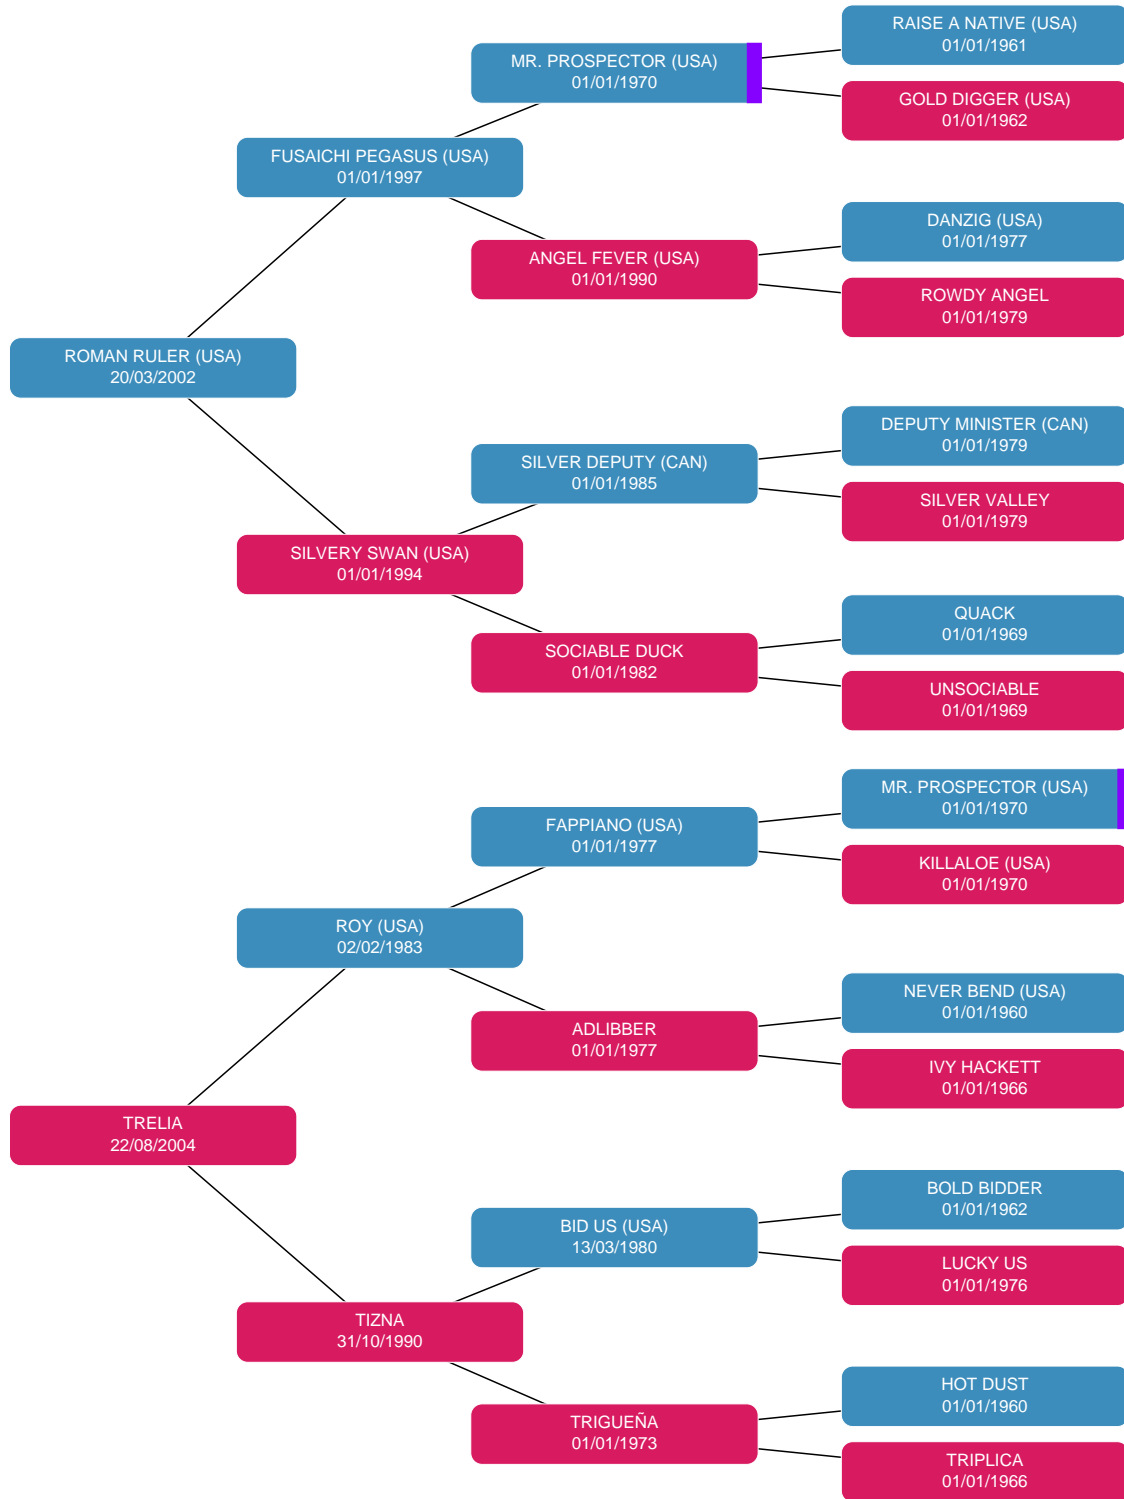 RAISE A NATIVE (USA)
01/01/1961
MR. PROSPECTOR (USA)
01/01/1970
GOLD DIGGER (USA)
01/01/1962
FUSAICHI PEGASUS (USA)
01/01/1997
DANZIG (USA)
01/01/1977
ANGEL FEVER (USA)
01/01/1990
ROWDY ANGEL
01/01/1979
ROMAN RULER (USA)
20/03/2002
DEPUTY MINISTER (CAN)
01/01/1979
SILVER DEPUTY (CAN)
01/01/1985
SILVER VALLEY
01/01/1979
SILVERY SWAN (USA)
01/01/1994
QUACK
01/01/1969
SOCIABLE DUCK
01/01/1982
UNSOCIABLE
01/01/1969
MR. PROSPECTOR (USA)
01/01/1970
FAPPIANO (USA)
01/01/1977
KILLALOE (USA)
01/01/1970
ROY (USA)
02/02/1983
NEVER BEND (USA)
01/01/1960
ADLIBBER
01/01/1977
IVY HACKETT
01/01/1966
TRELIA
22/08/2004
BOLD BIDDER
01/01/1962
BID US (USA)
13/03/1980
LUCKY US
01/01/1976
TIZNA
31/10/1990
HOT DUST
01/01/1960
TRIGUEÑA
01/01/1973
TRIPLICA
01/01/1966